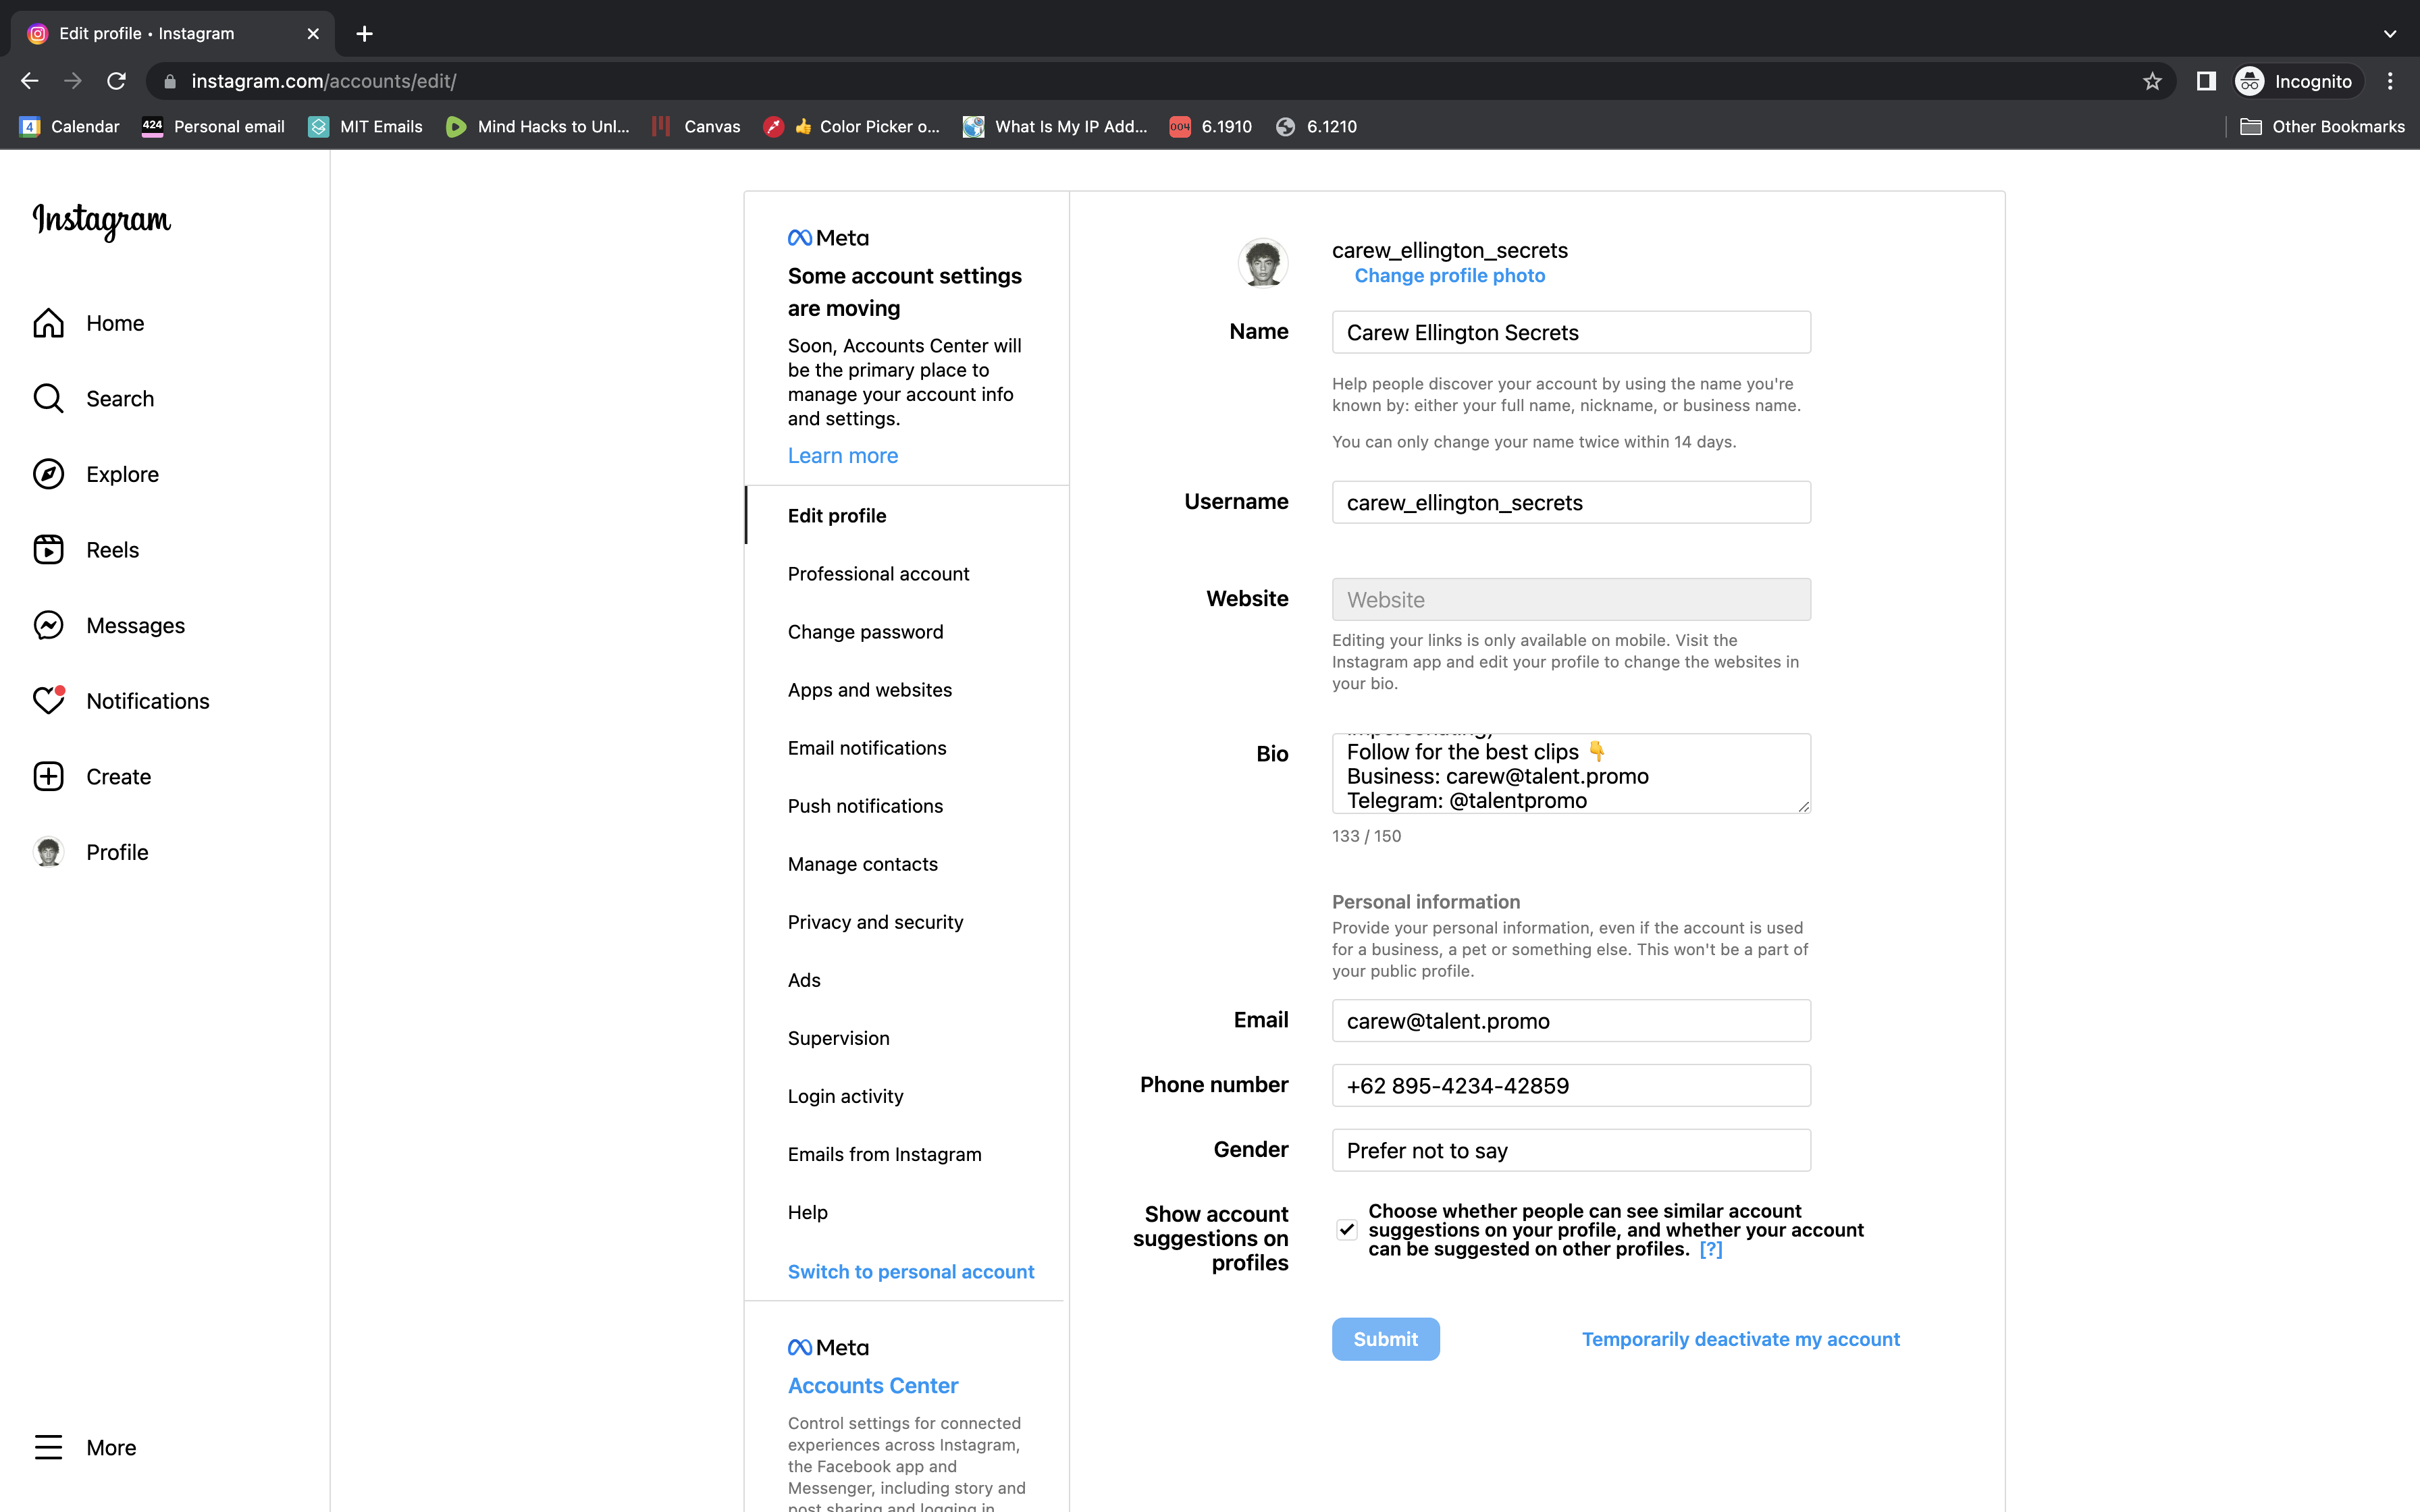 Edit profile • Instagram
instagram.com/accounts/edit/
Incognito
Calendar
424
Personal email
MIT Emails
Mind Hacks to Unl...
Canvas
👍 Color Picker o...
What Is My IP Add...
004
6.1910
6.1210
Other Bookmarks
Instagram
Home
Search
Explore
Reels
Messages
Notifications
Create
Profile
More
Meta
Some account settings
are moving
Soon, Accounts Center will
be the primary place to
manage your account info
and settings.
Learn more
Edit profile
Professional account
Change password
Apps and websites
Email notifications
Push notifications
Manage contacts
Privacy and security
Ads
Supervision
Login activity
Emails from Instagram
Help
Switch to personal account
Meta
Accounts Center
Control settings for connected
experiences across Instagram,
the Facebook app and
Messenger, including story and
post sharing and logging in.
carew_ellington_secrets
Change profile photo
Name
Carew Ellington Secrets
Help people discover your account by using the name you're
known by: either your full name, nickname, or business name.
You can only change your name twice within 14 days.
Username
carew_ellington_secrets
Website
Website
Editing your links is only available on mobile. Visit the
Instagram app and edit your profile to change the websites in
your bio.
Bio
impersonating)
Follow for the best clips 👇
Business: carew@talent.promo
Telegram: @talentpromo
133 / 150
Personal information
Provide your personal information, even if the account is used
for a business, a pet or something else. This won't be a part of
your public profile.
Email
carew@talent.promo
Phone number
+62 895-4234-42859
Gender
Prefer not to say
Show account
suggestions on
profiles
Choose whether people can see similar account
suggestions on your profile, and whether your account
can be suggested on other profiles. [?]
Submit
Temporarily deactivate my account